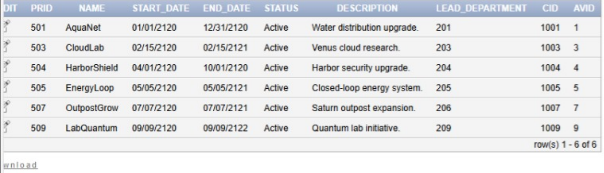 DIT PRID NAME START_DATE END_DATE STATUS DESCRIPTION LEAD_DEPARTMENT CID AVID
501 AquaNet 01/01/2120 12/31/2120 Active Water distribution upgrade. 201 1001 1
503 CloudLab 02/15/2120 02/15/2121 Active Venus cloud research. 203 1003 3
504 HarborShield 04/01/2120 10/01/2120 Active Harbor security upgrade. 204 1004 4
505 EnergyLoop 05/05/2120 05/05/2121 Active Closed-loop energy system. 205 1005 5
507 OutpostGrow 07/07/2120 07/07/2121 Active Saturn outpost expansion. 206 1007 7
509 LabQuantum 09/09/2120 09/09/2122 Active Quantum lab initiative. 209 1009 9
row(s) 1 - 6 of 6
wnload